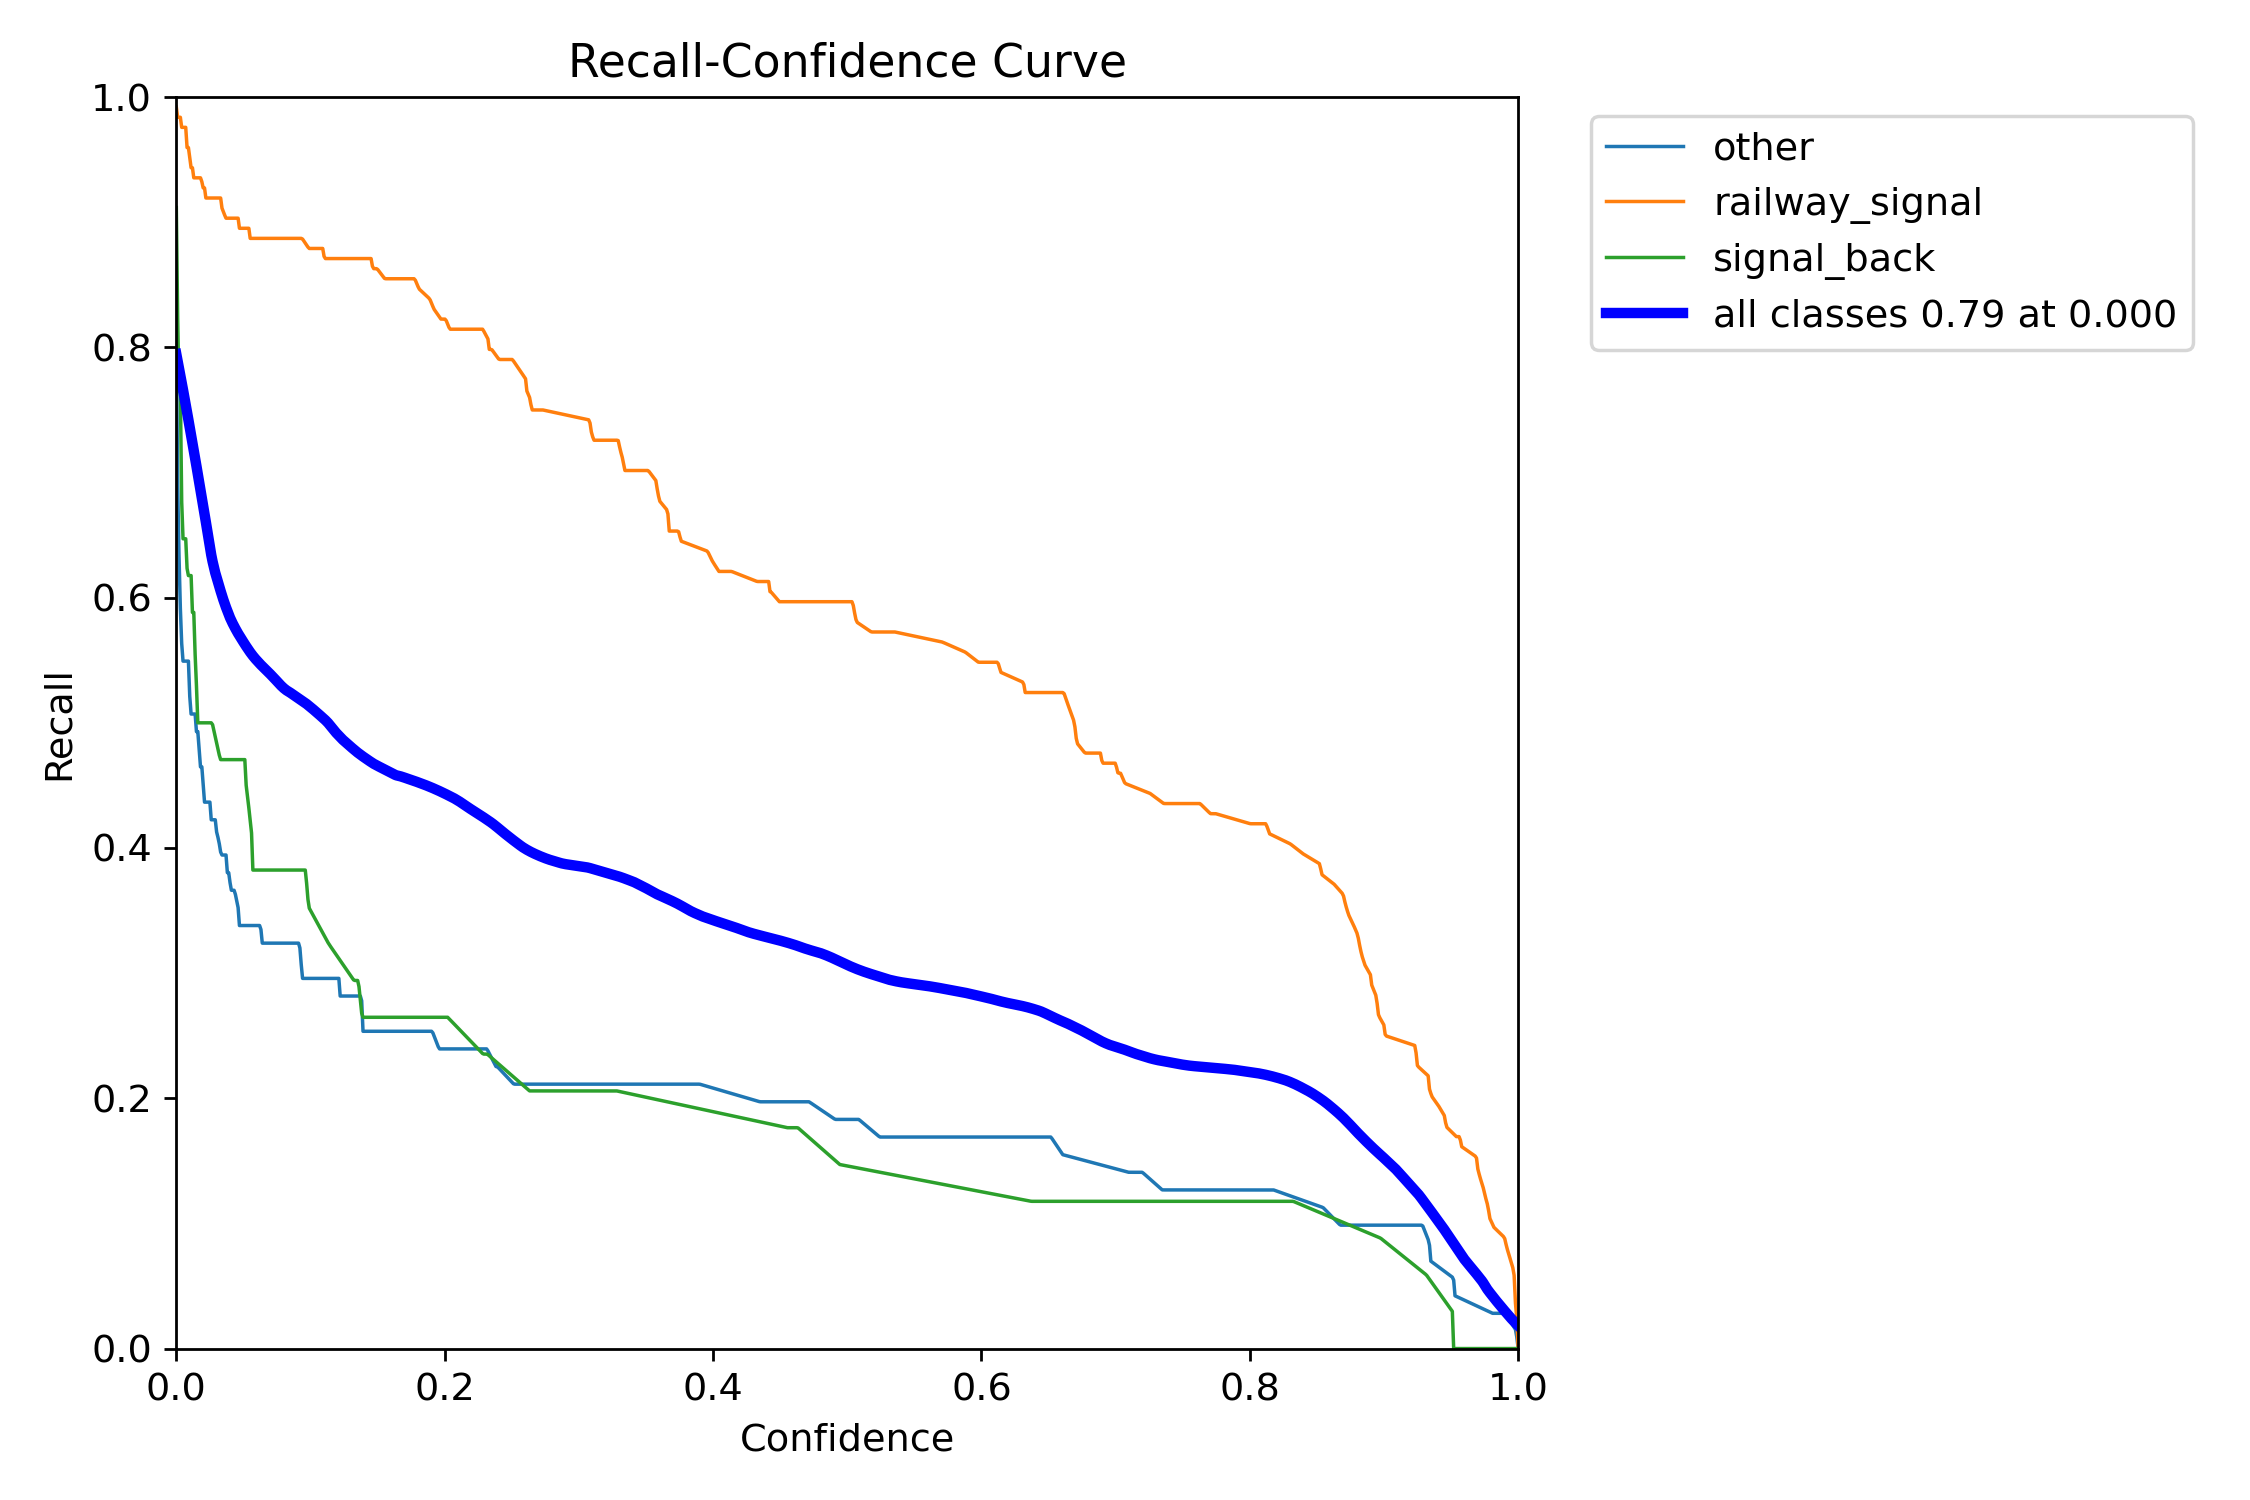 Recall-Confidence Curve
1.0
0.8
0.6
0.4
0.2
0.0
Recall
0.0 0.2 0.4 0.6 0.8 1.0
Confidence
other
railway_signal
signal_back
all classes 0.79 at 0.000